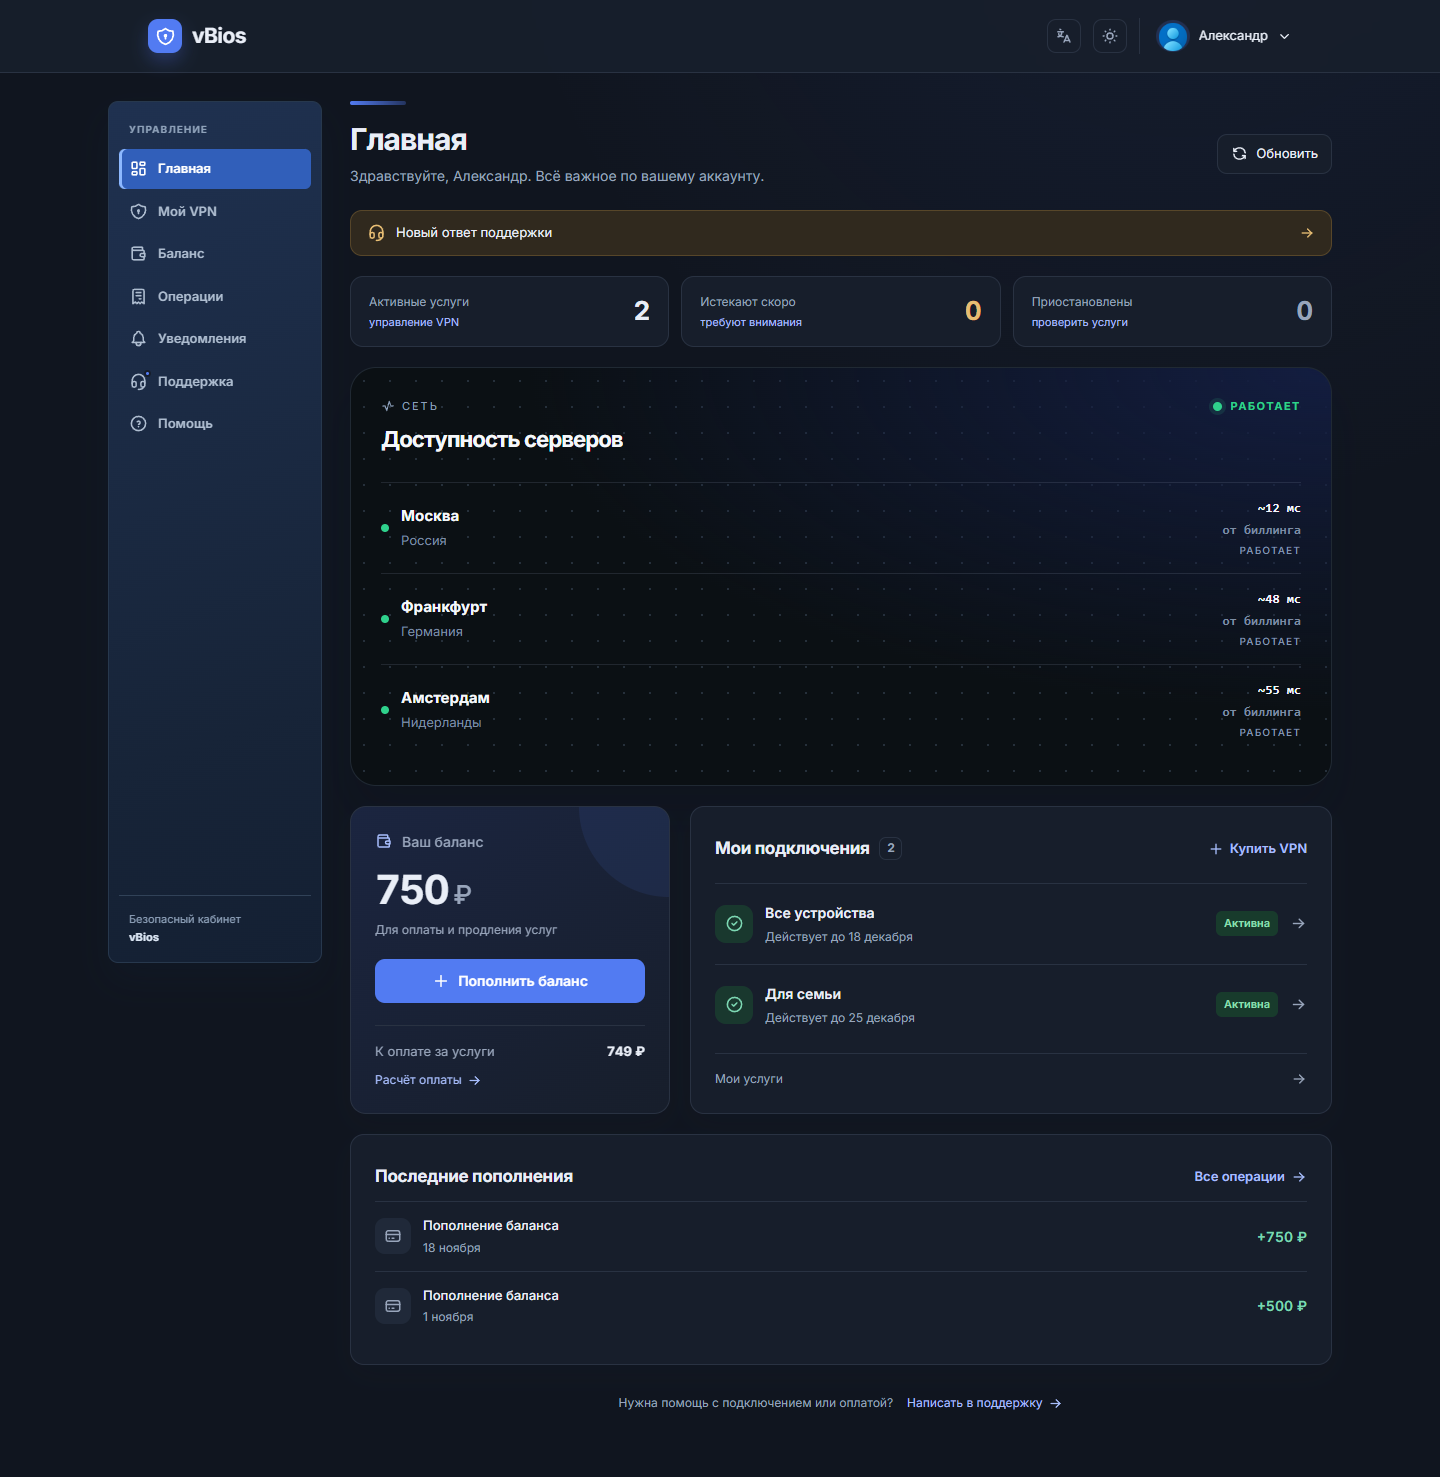 vBios
Александр
УПРАВЛЕНИЕ
Главная
Мой VPN
Баланс
Операции
Уведомления
Поддержка
Помощь
Безопасный кабинет
vBios
Главная
Здравствуйте, Александр. Всё важное по вашему аккаунту.
Обновить
Новый ответ поддержки
Активные услуги
управление VPN
2
Истекают скоро
требуют внимания
0
Приостановлены
проверить услуги
0
СЕТЬ
РАБОТАЕТ
Доступность серверов
Москва
Россия
~12 мс
от биллинга
РАБОТАЕТ
Франкфурт
Германия
~48 мс
от биллинга
РАБОТАЕТ
Амстердам
Нидерланды
~55 мс
от биллинга
РАБОТАЕТ
Ваш баланс
750 ₽
Для оплаты и продления услуг
Пополнить баланс
К оплате за услуги 749 ₽
Расчёт оплаты
Мои подключения 2
Купить VPN
Все устройства
Действует до 18 декабря
Активна
Для семьи
Действует до 25 декабря
Активна
Мои услуги
Последние пополнения
Все операции
Пополнение баланса
18 ноября
+750 ₽
Пополнение баланса
1 ноября
+500 ₽
Нужна помощь с подключением или оплатой? Написать в поддержку